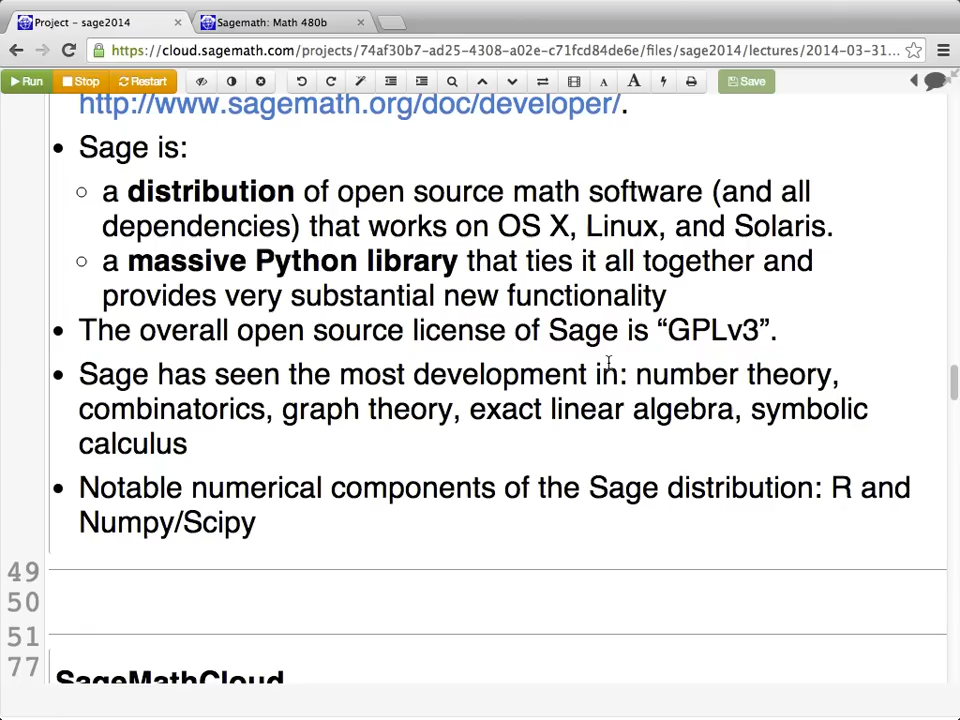 Project - sage2014
Sagemath: Math 480b
https://cloud.sagemath.com/projects/74af30b7-ad25-4308-a02e-c71fcd84de6e/files/sage2014/lectures/2014-03-31...
Run Stop Restart A A Save
http://www.sagemath.org/doc/developer/.
• Sage is:
a distribution of open source math software (and all
dependencies) that works on OS X, Linux, and Solaris.
a massive Python library that ties it all together and
provides very substantial new functionality
• The overall open source license of Sage is “GPLv3”.
• Sage has seen the most development in: number theory,
combinatorics, graph theory, exact linear algebra, symbolic
calculus
• Notable numerical components of the Sage distribution: R and
Numpy/Scipy
49
50
51
77
SageMathCloud